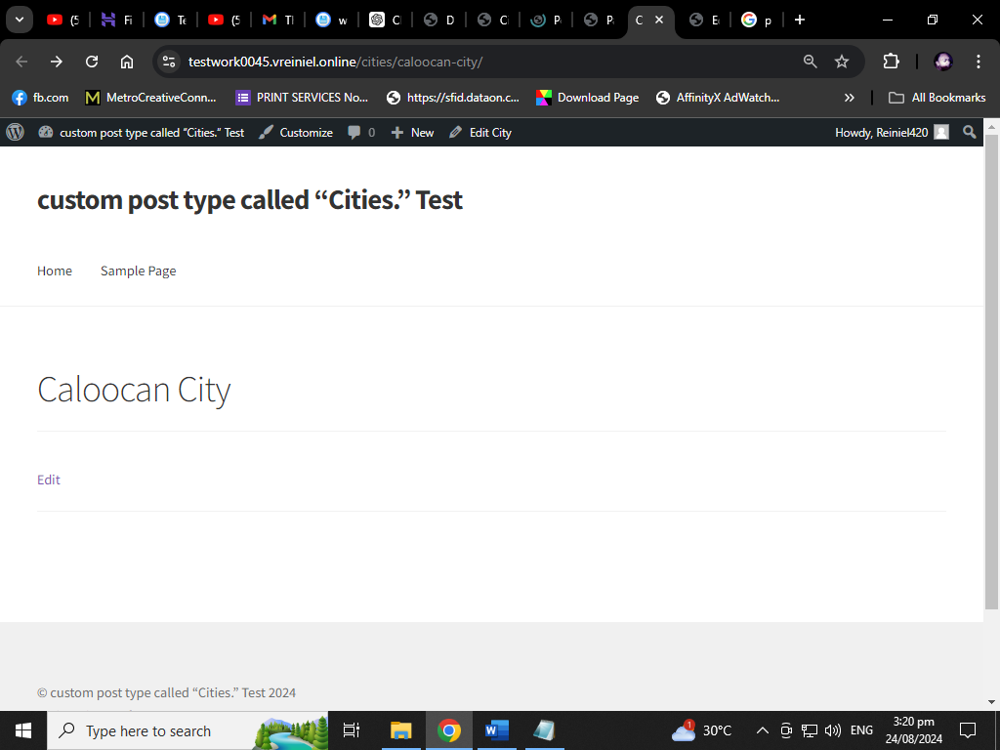 (5
Fi
Te
(5
Tl
w
C
D
Ci
P
P
C
E
p
testwork0045.vreiniel.online/cities/caloocan-city/
fb.com
MetroCreativeConn...
PRINT SERVICES No...
https://sfid.dataon.c...
Download Page
AffinityX AdWatch...
All Bookmarks
custom post type called “Cities.” Test
Customize
0
New
Edit City
Howdy, Reiniel420
custom post type called “Cities.” Test
Home
Sample Page
Caloocan City
Edit
© custom post type called “Cities.” Test 2024
Type here to search
1
30°C
ENG
3:20 pm
24/08/2024